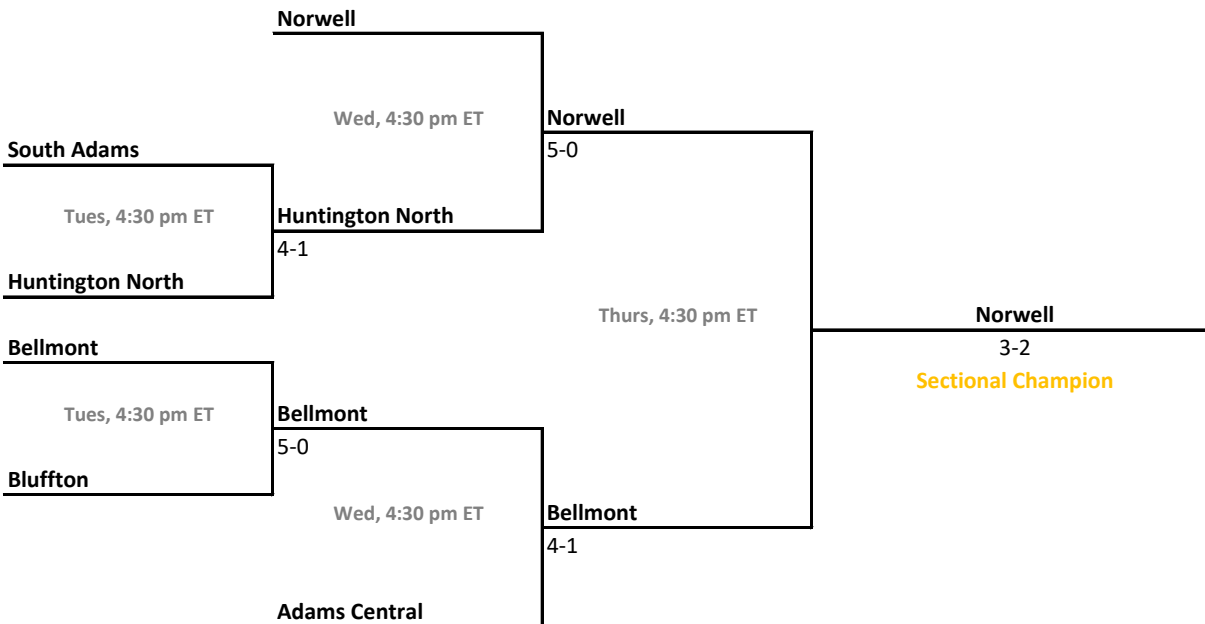 Norwell
Wed, 4:30 pm ET
Norwell
South Adams
5-0
Tues, 4:30 pm ET
Huntington North
4-1
Huntington North
Thurs, 4:30 pm ET
Norwell
Bellmont
3-2
Sectional Champion
Tues, 4:30 pm ET
Bellmont
5-0
Bluffton
Wed, 4:30 pm ET
Bellmont
4-1
Adams Central